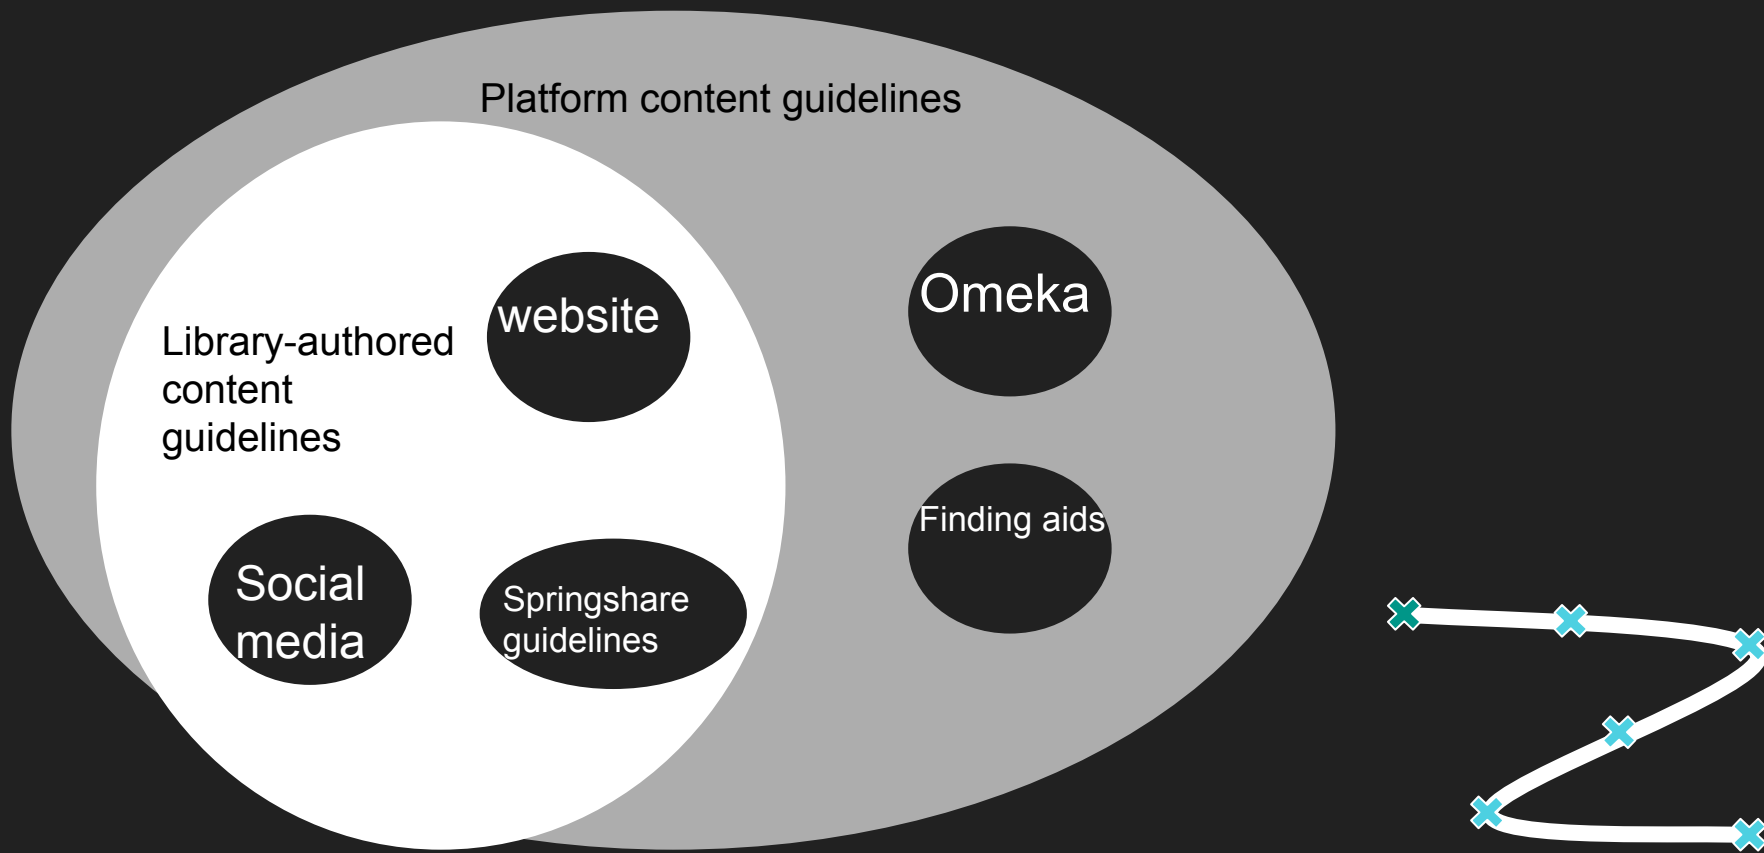 Platform content guidelines
Library-authored
content
guidelines
website
Omeka
Social
media
Springshare
guidelines
Finding aids